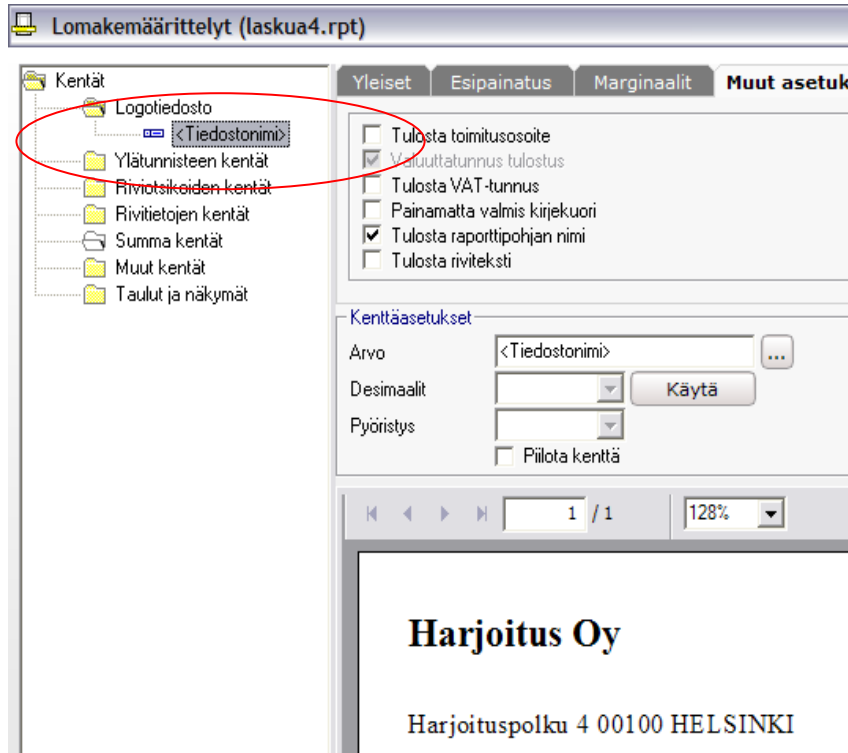 Lomakemäärittelyt (laskua4.rpt)
Kentät
Logotiedosto
<Tiedostonimi>
Ylätunnisteen kentät
Riviotsikoiden kentät
Rivitietojen kentät
Summa kentät
Muut kentät
Taulut ja näkymät
Yleiset Esipainatus Marginaalit Muut asetuk
Tulosta toimitusosoite
Valuuttatunnus tulostus
Tulosta VAT-tunnus
Painamatta valmis kirjekuori
Tulosta raporttipohjan nimi
Tulosta riviteksti
Kenttäasetukset
Arvo <Tiedostonimi> ...
Desimaalit Käytä
Pyöristys
Piilota kenttä
1 / 1 128%
Harjoitus Oy
Harjoituspolku 4 00100 HELSINKI